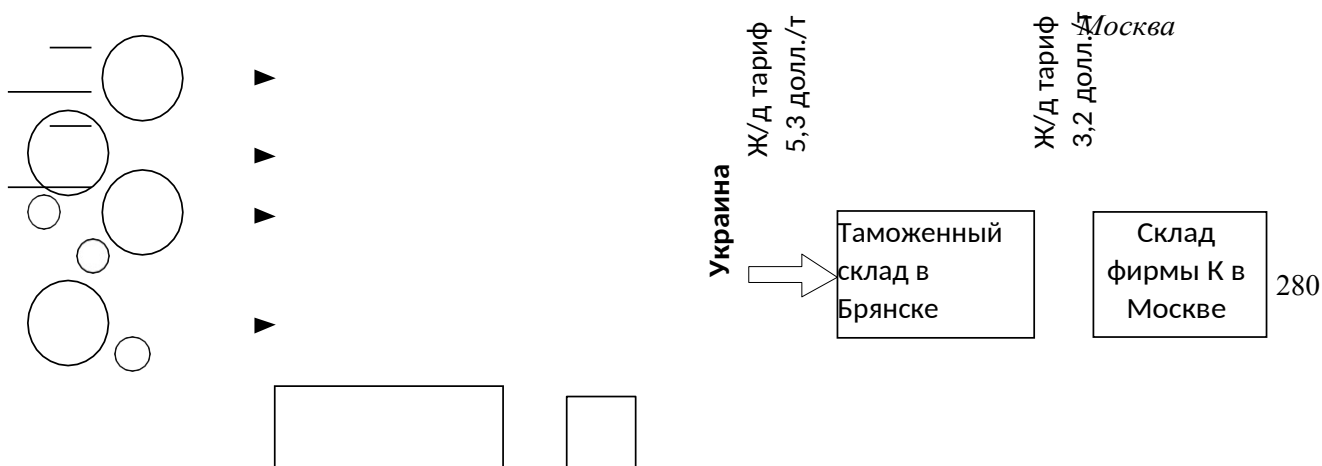 Ж/д тариф
5,3 долл./т
Ж/д тариф
3,2 долл./т
Москва
Украина
Таможенный
склад в
Брянске
Склад
фирмы К в
Москве
280